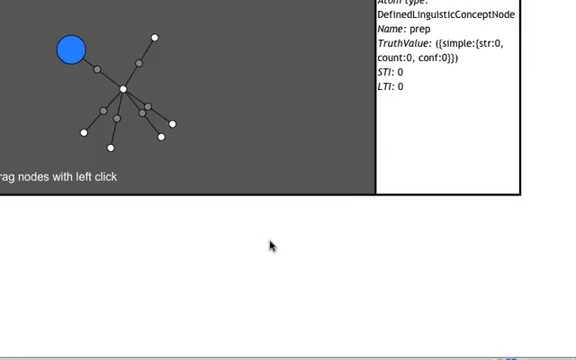 Atom type:
DefinedLinguisticConceptNode
Name: prep
TruthValue: ({simple:{str:0,
count:0, conf:0}})
STI: 0
LTI: 0
rag nodes with left click